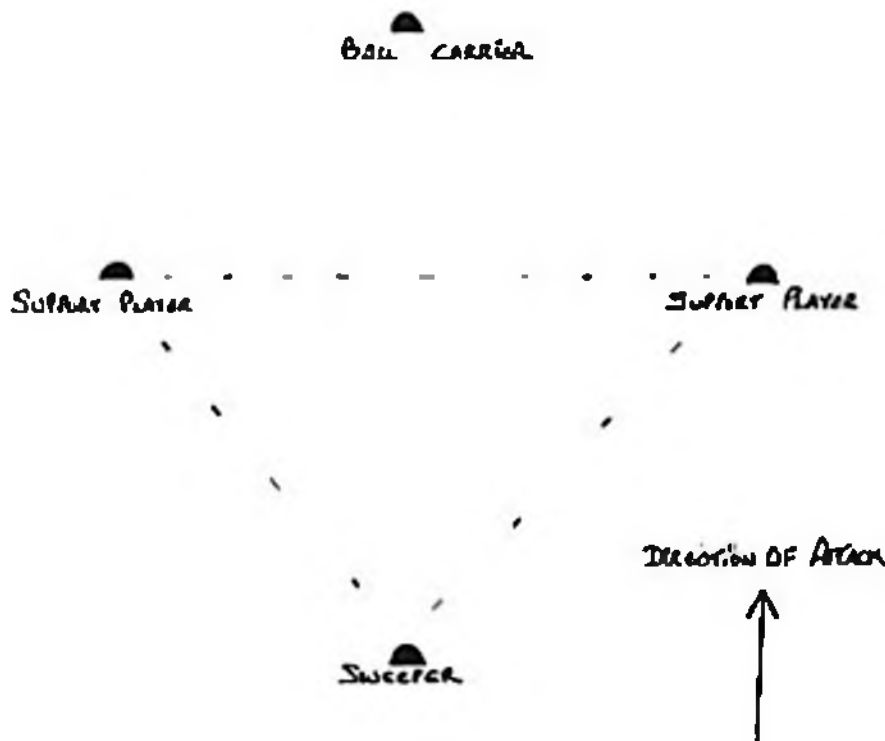 BALL CARRIER
SUPPORT PLAYER
SUPPORT PLAYER
DIRECTION OF ATTACK
SWEEPER